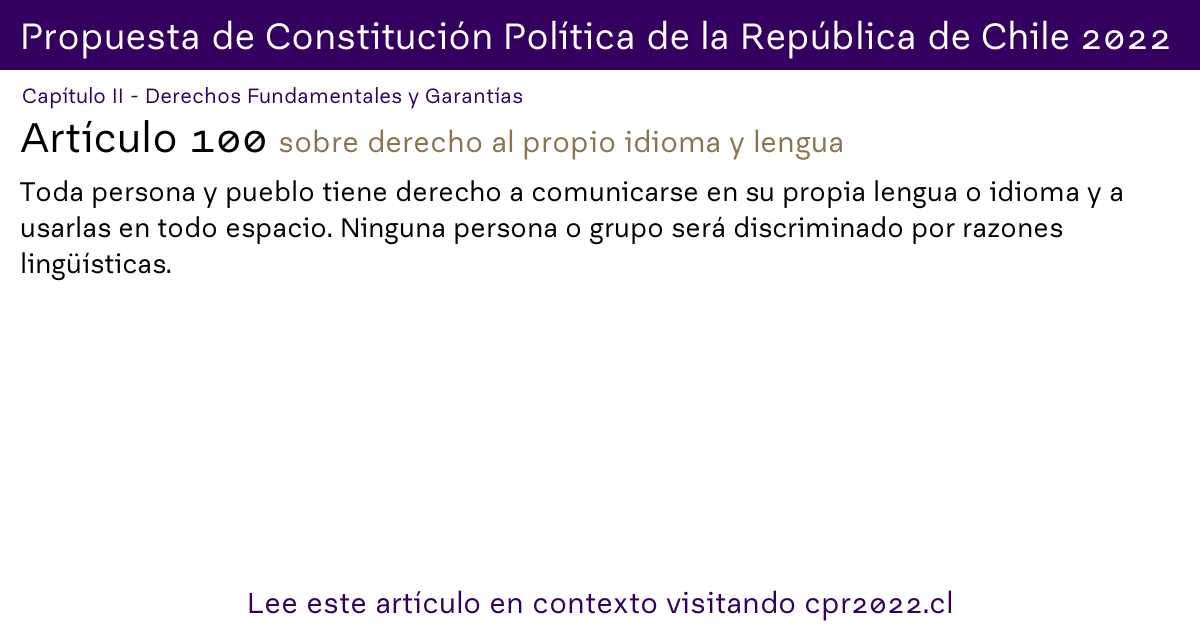 Propuesta de Constitución Política de la República de Chile 2022
Capítulo II - Derechos Fundamentales y Garantías
Artículo 100 sobre derecho al propio idioma y lengua
Toda persona y pueblo tiene derecho a comunicarse en su propia lengua o idioma y a
usarlas en todo espacio. Ninguna persona o grupo será discriminado por razones
lingüísticas.
Lee este artículo en contexto visitando cpr2022.cl